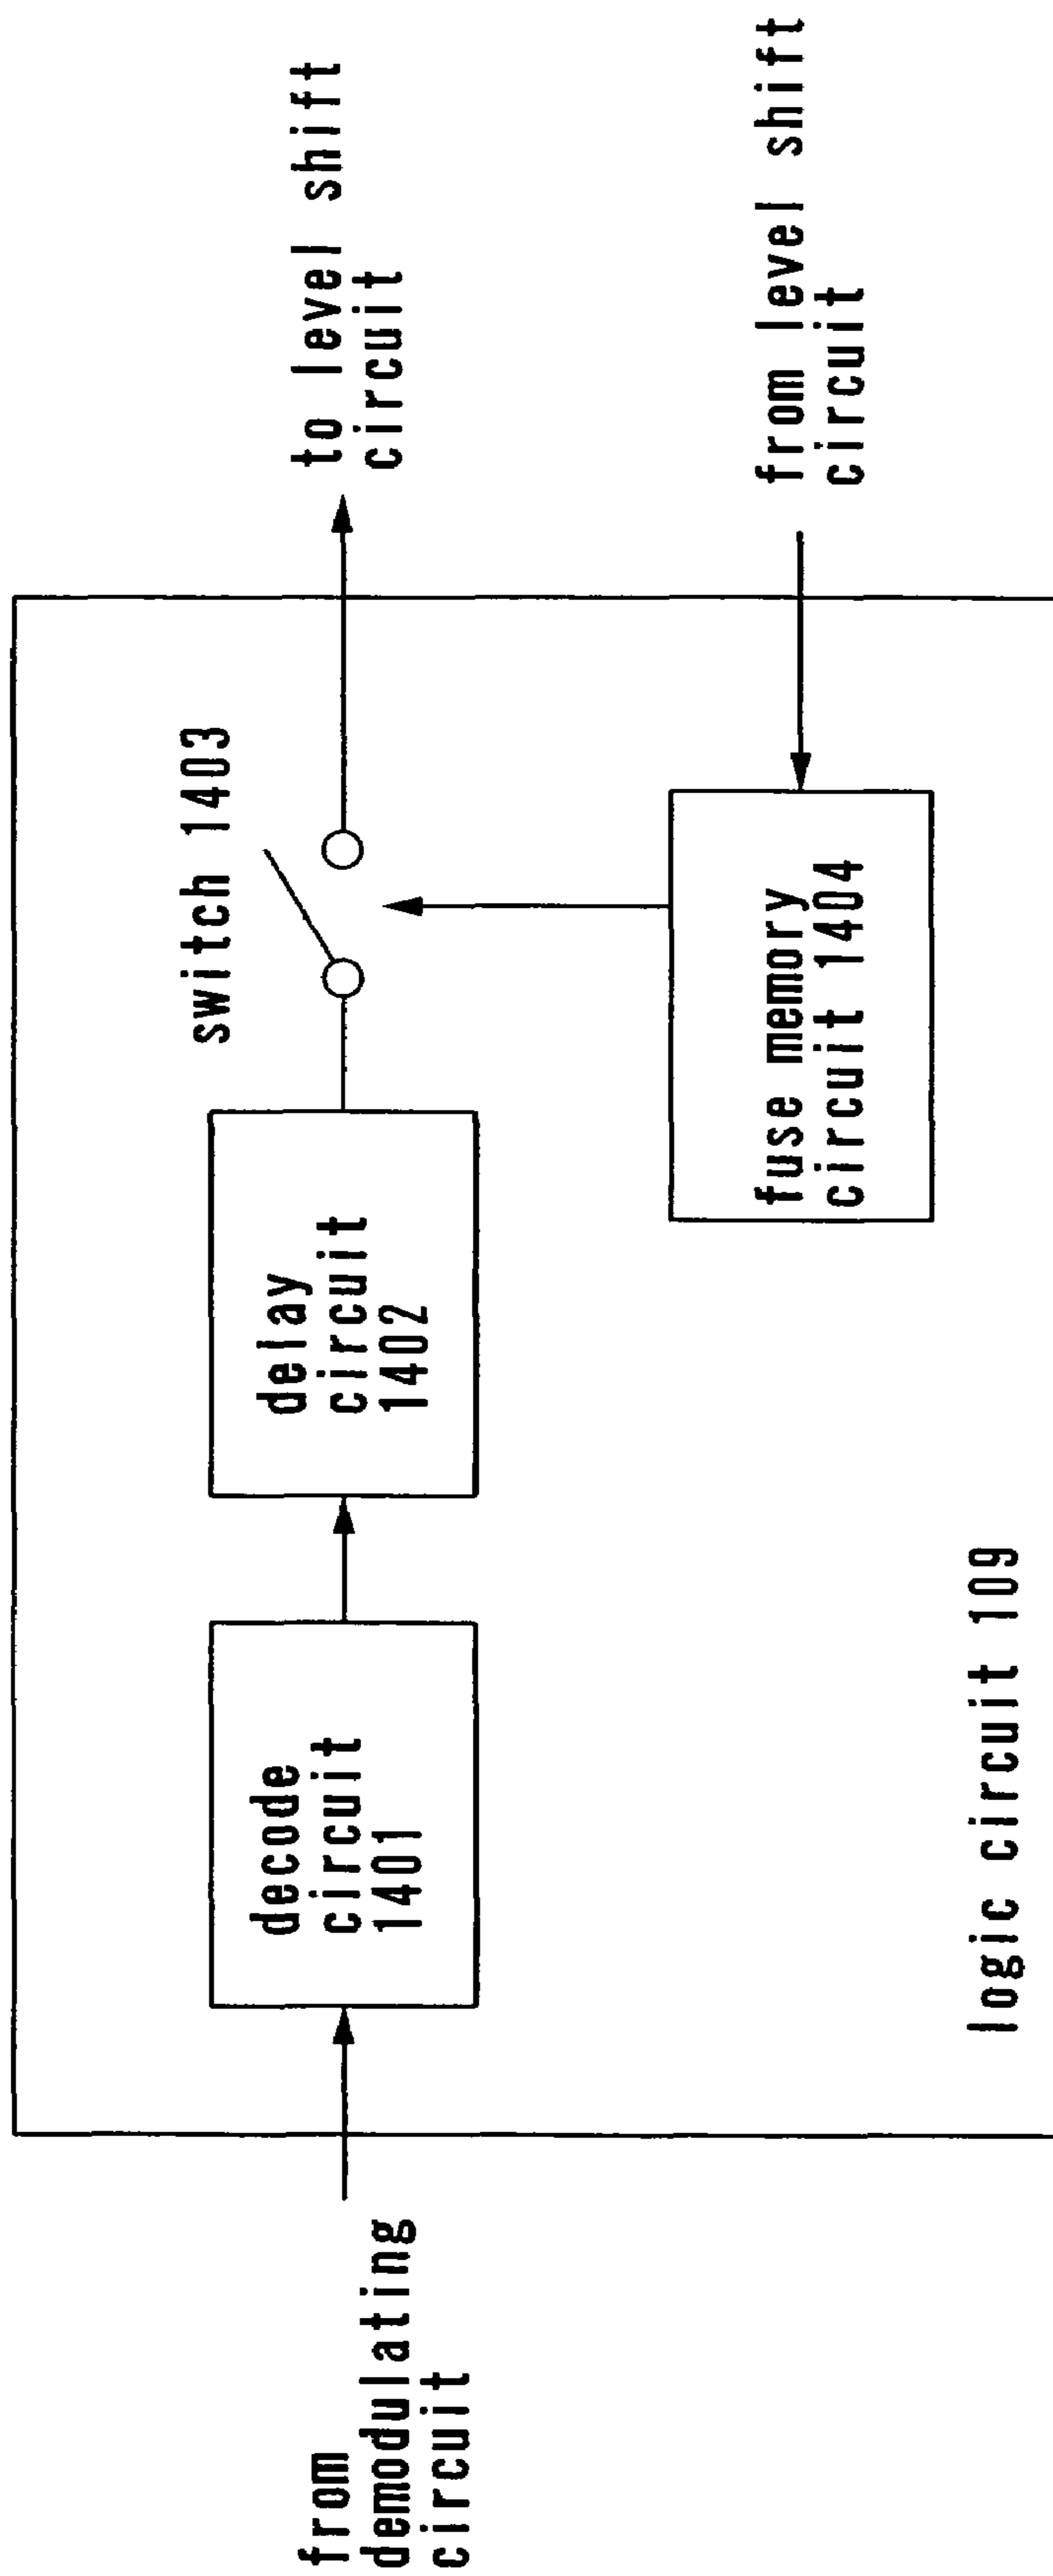 from
demodulating
circuit
decode
circuit
1401
delay
circuit
1402
switch 1403
to level shift
circuit
fuse memory
circuit 1404
from level shift
circuit
logic circuit 109